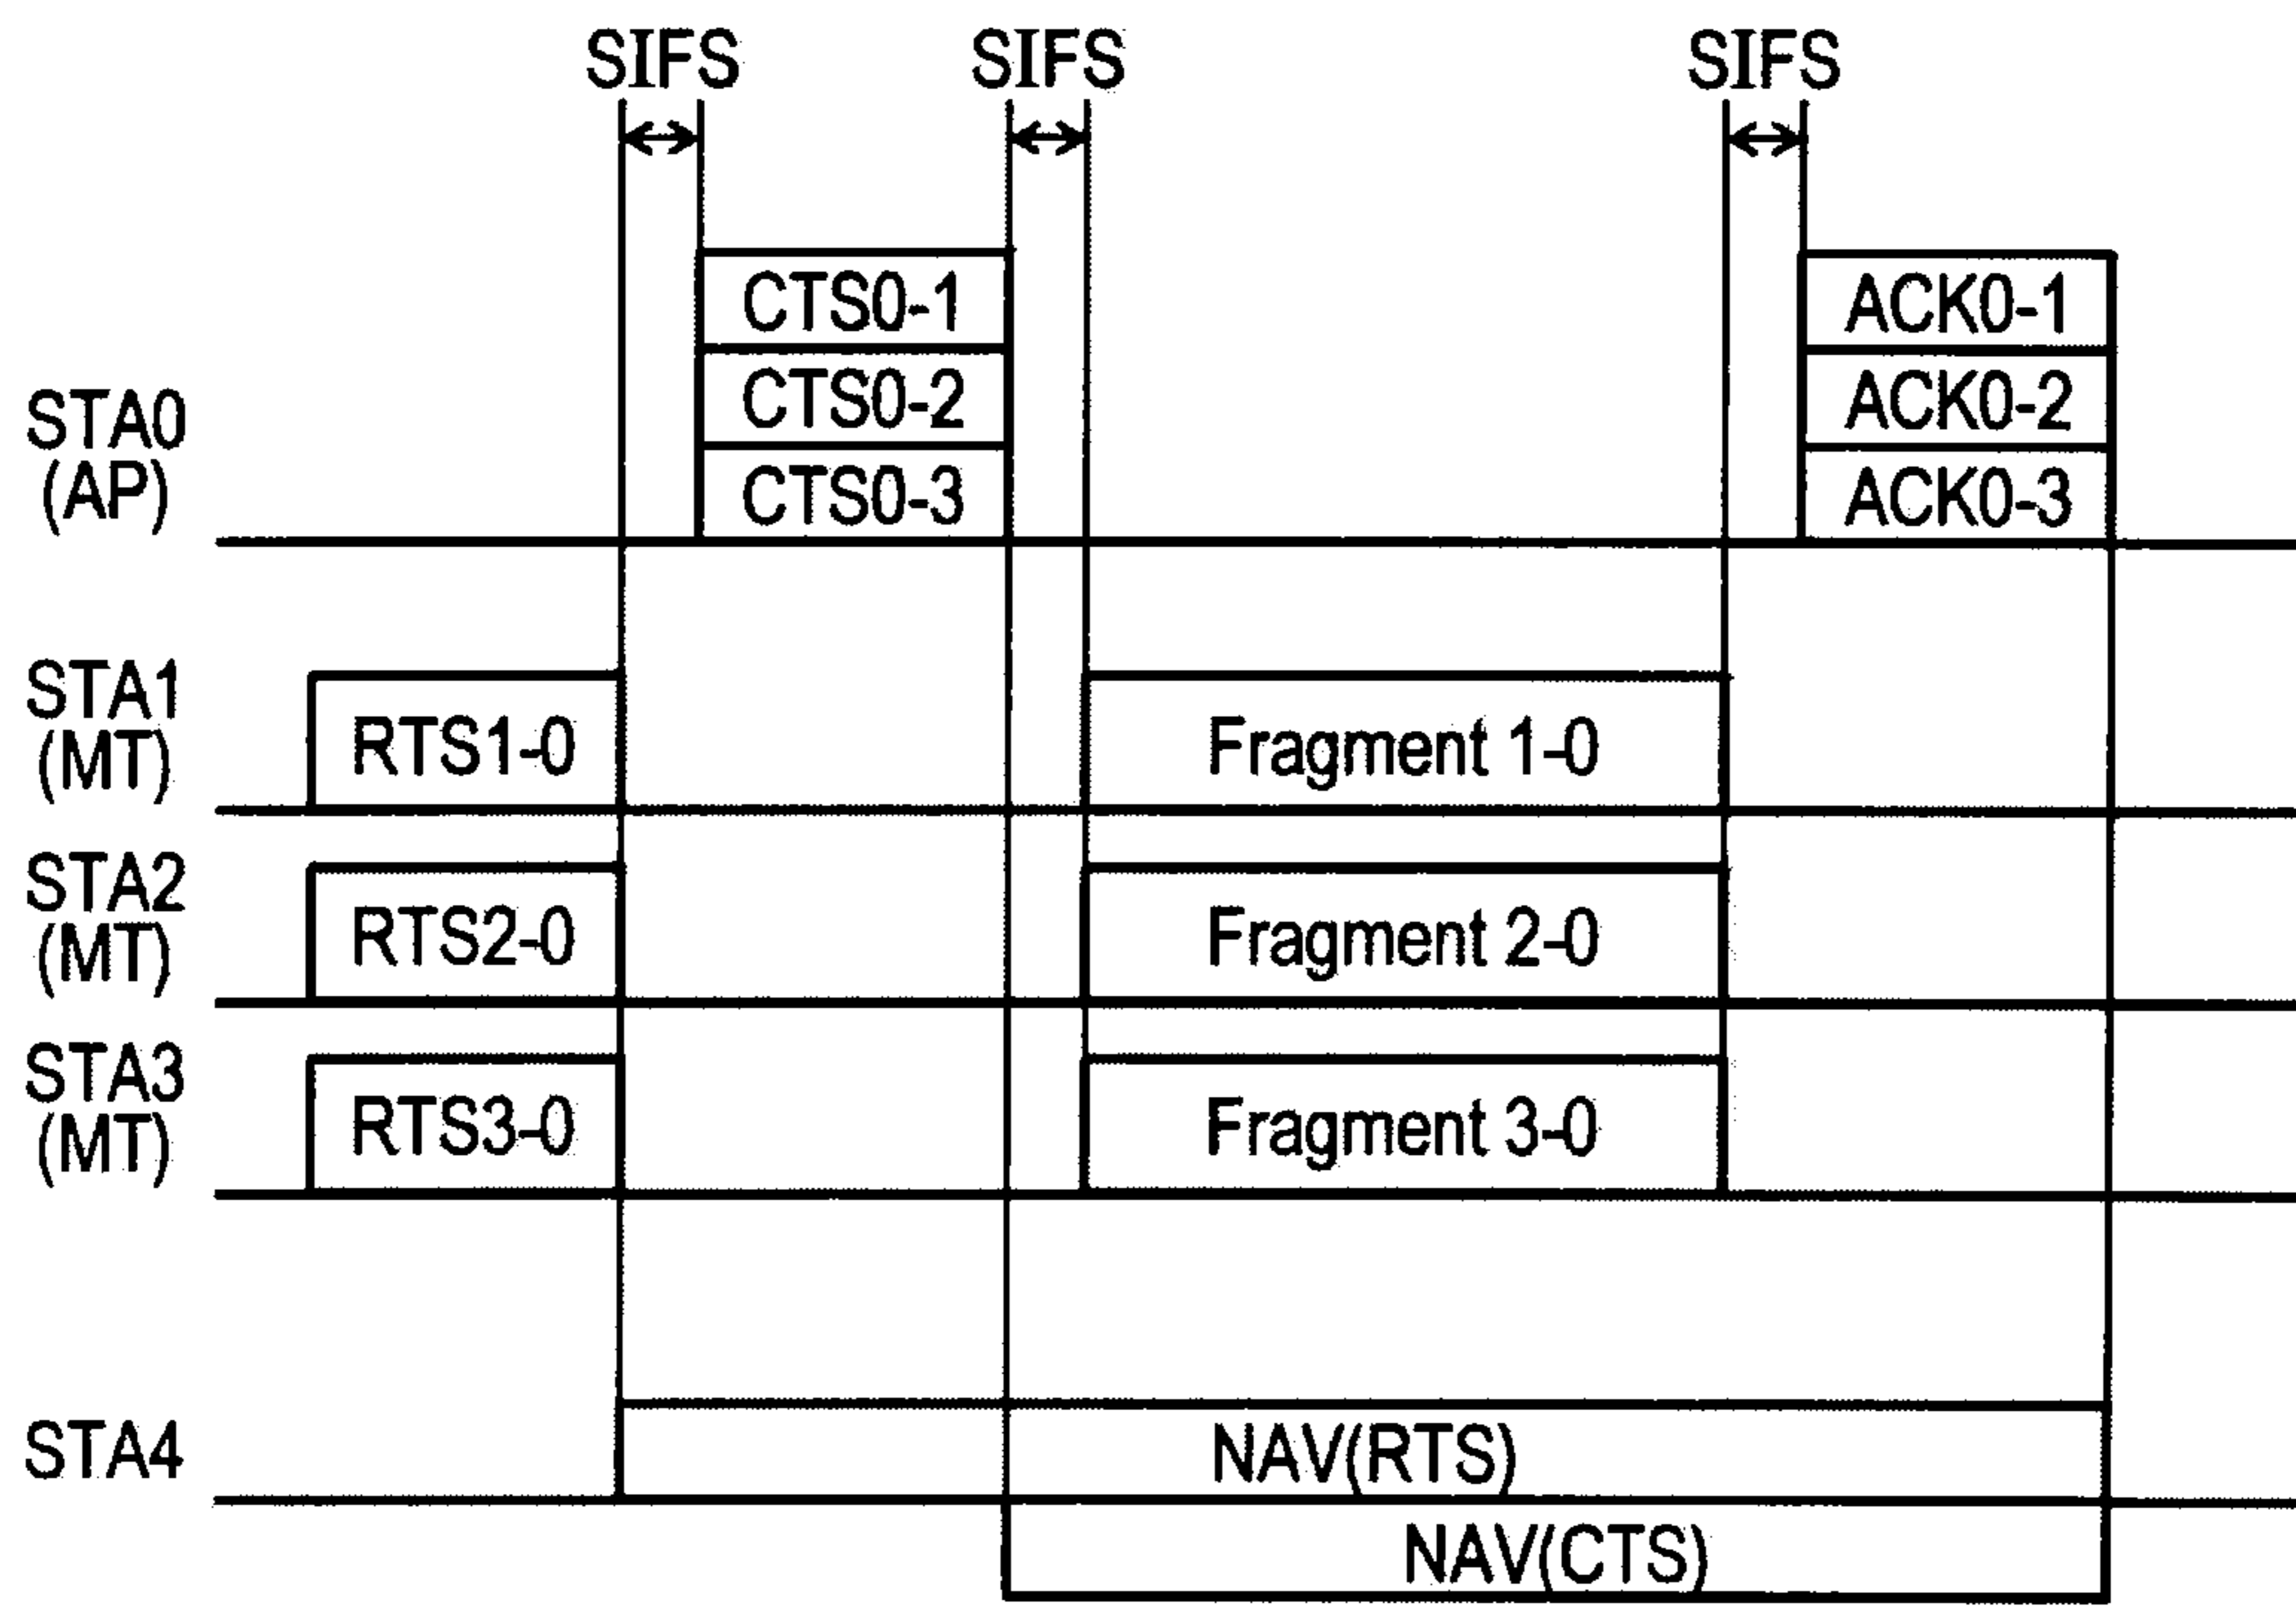 SIFS SIFS SIFS
CTS0-1 ACK0-1
CTS0-2 ACK0-2
CTS0-3 ACK0-3
STA0
(AP)
STA1
(MT)
RTS1-0 Fragment 1-0
STA2
(MT)
RTS2-0 Fragment 2-0
STA3
(MT)
RTS3-0 Fragment 3-0
STA4
NAV(RTS)
NAV(CTS)